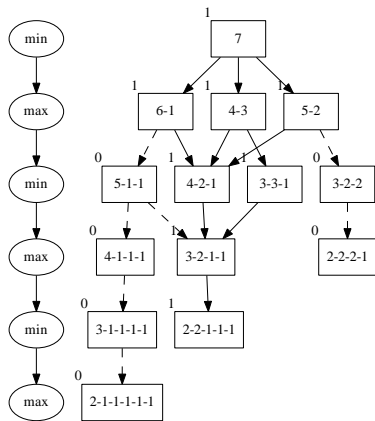 1
min 7
1 1 1
max 6-1 4-3 5-2
0 1 1 0
min 5-1-1 4-2-1 3-3-1 3-2-2
0 1 0
max 4-1-1-1 3-2-1-1 2-2-2-1
0 1
min 3-1-1-1-1 2-2-1-1-1
0
max 2-1-1-1-1-1